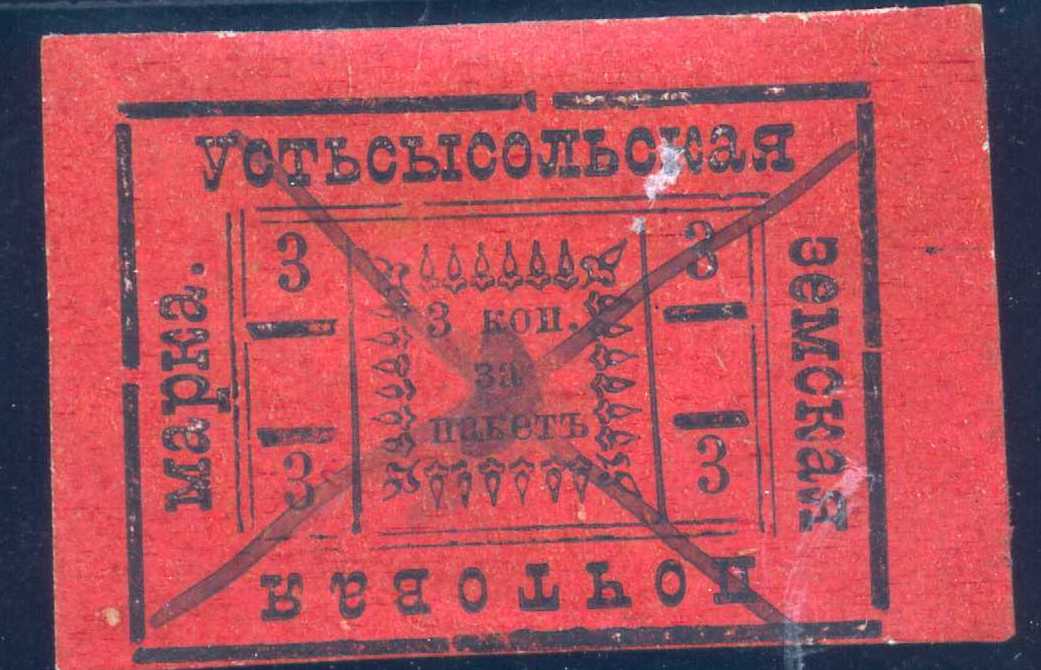 Устьсысольская
земская
почтовая
марка.
3 3
3 коп.
за
пакетъ
3 3